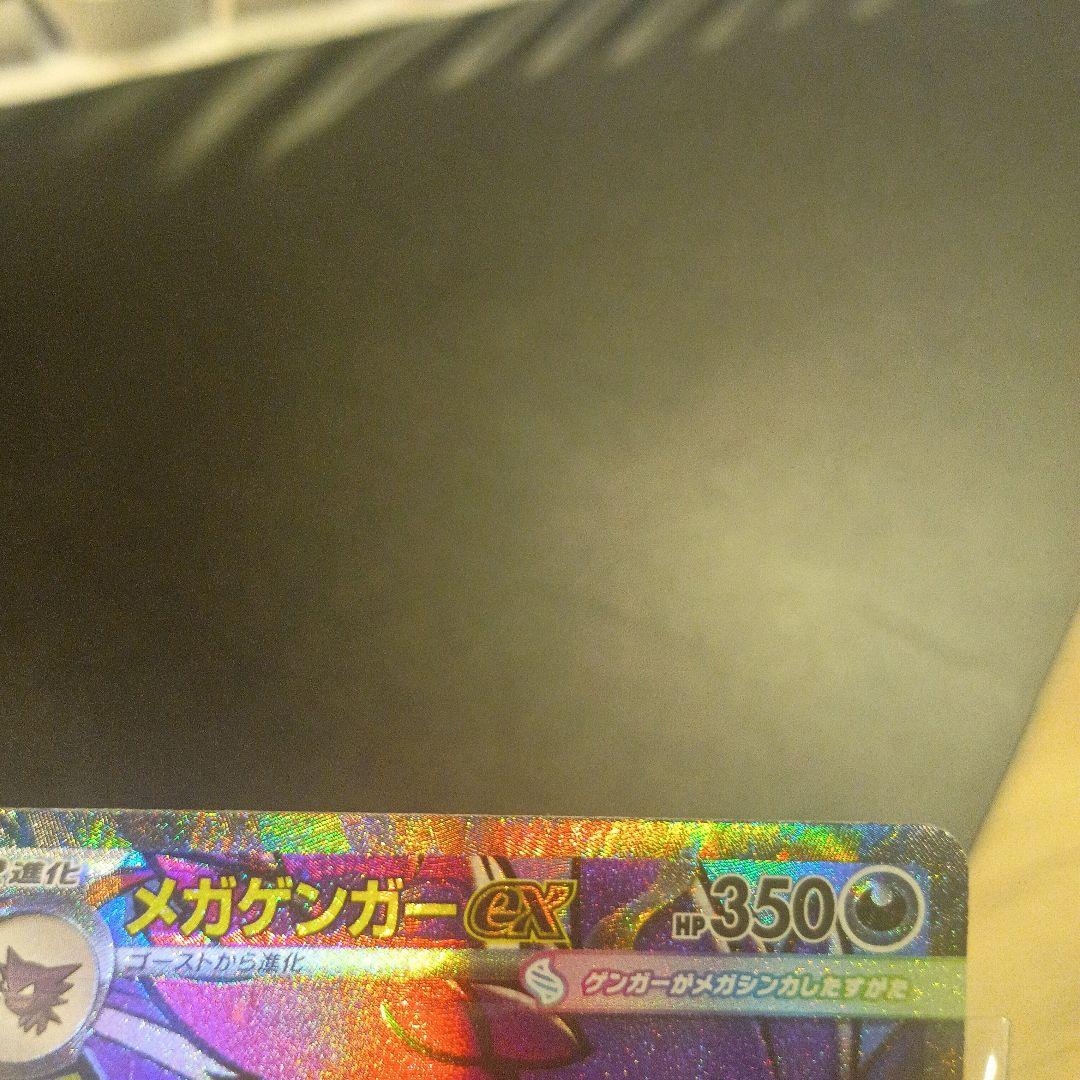 進化
メガゲンガーex
HP350
ゴーストから進化
ゲンガーがメガシンカしたすがた